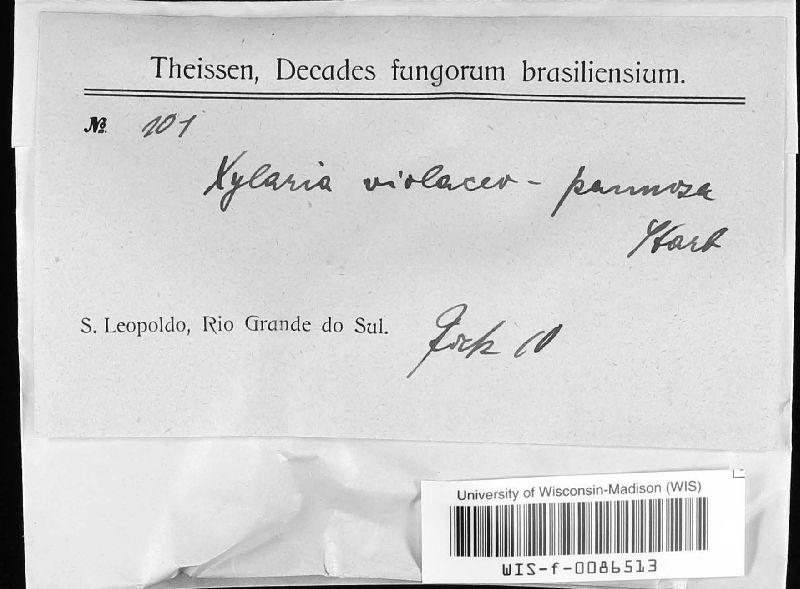 Theissen, Decades fungorum brasiliensium.
№ 101
Xylaria violaceo-pannosa
Starb
S. Leopoldo, Rio Grande do Sul.
University of Wisconsin-Madison (WIS)
WIS-f-0086513